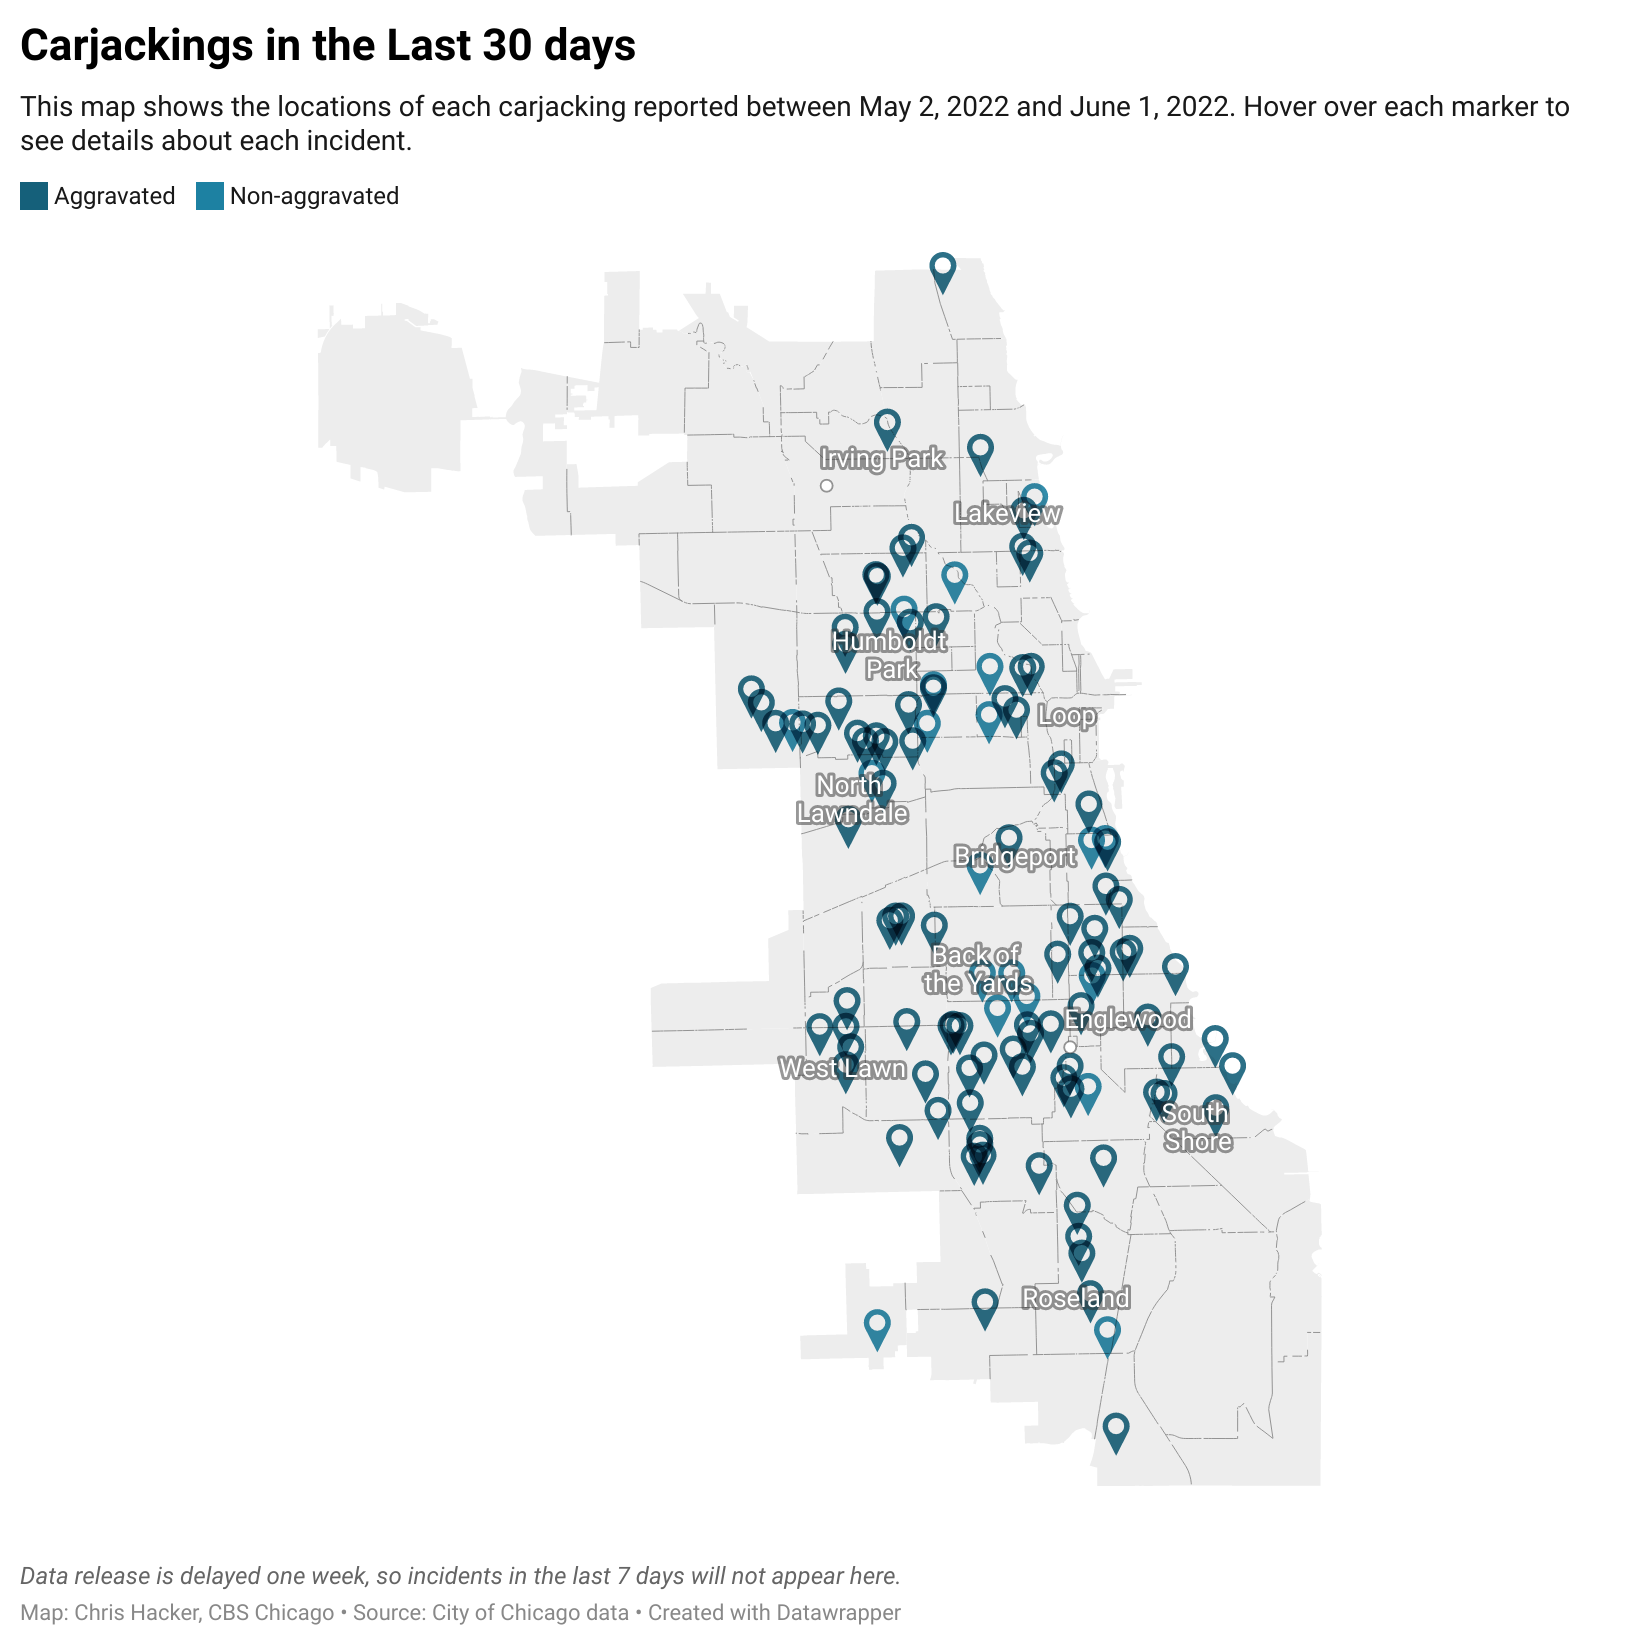 Carjackings in the Last 30 days
This map shows the locations of each carjacking reported between May 2, 2022 and June 1, 2022. Hover over each marker to
see details about each incident.
Aggravated Non-aggravated
Irving Park
Lakeview
Humboldt
Park
Loop
North
Lawndale
Bridgeport
Back of
the Yards
Englewood
West Lawn
South
Shore
Roseland
Data release is delayed one week, so incidents in the last 7 days will not appear here.
Map: Chris Hacker, CBS Chicago • Source: City of Chicago data • Created with Datawrapper